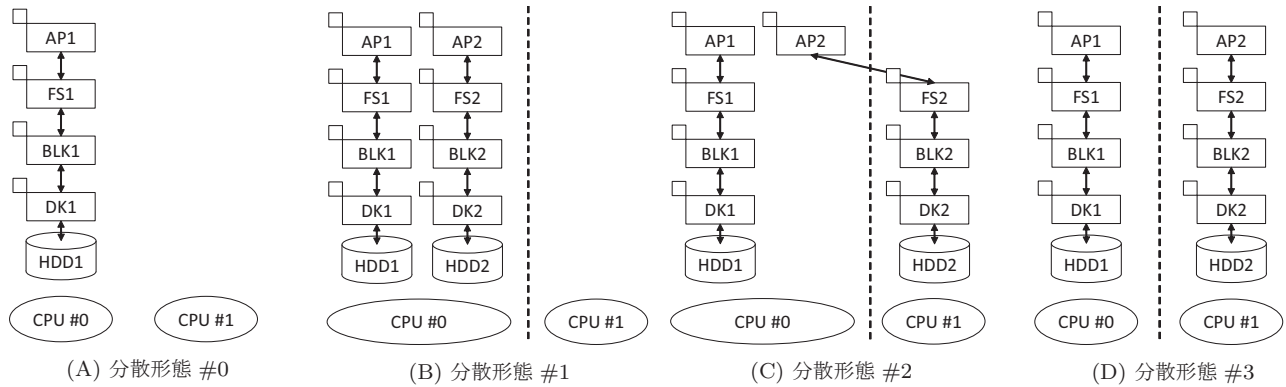 AP1
FS1
BLK1
DK1
HDD1
CPU #0
CPU #1
(A) 分散形態 #0
AP1 AP2
FS1 FS2
BLK1 BLK2
DK1 DK2
HDD1 HDD2
CPU #0
CPU #1
(B) 分散形態 #1
AP1 AP2
FS1 FS2
BLK1 BLK2
DK1 DK2
HDD1 HDD2
CPU #0
CPU #1
(C) 分散形態 #2
AP1 AP2
FS1 FS2
BLK1 BLK2
DK1 DK2
HDD1 HDD2
CPU #0
CPU #1
(D) 分散形態 #3